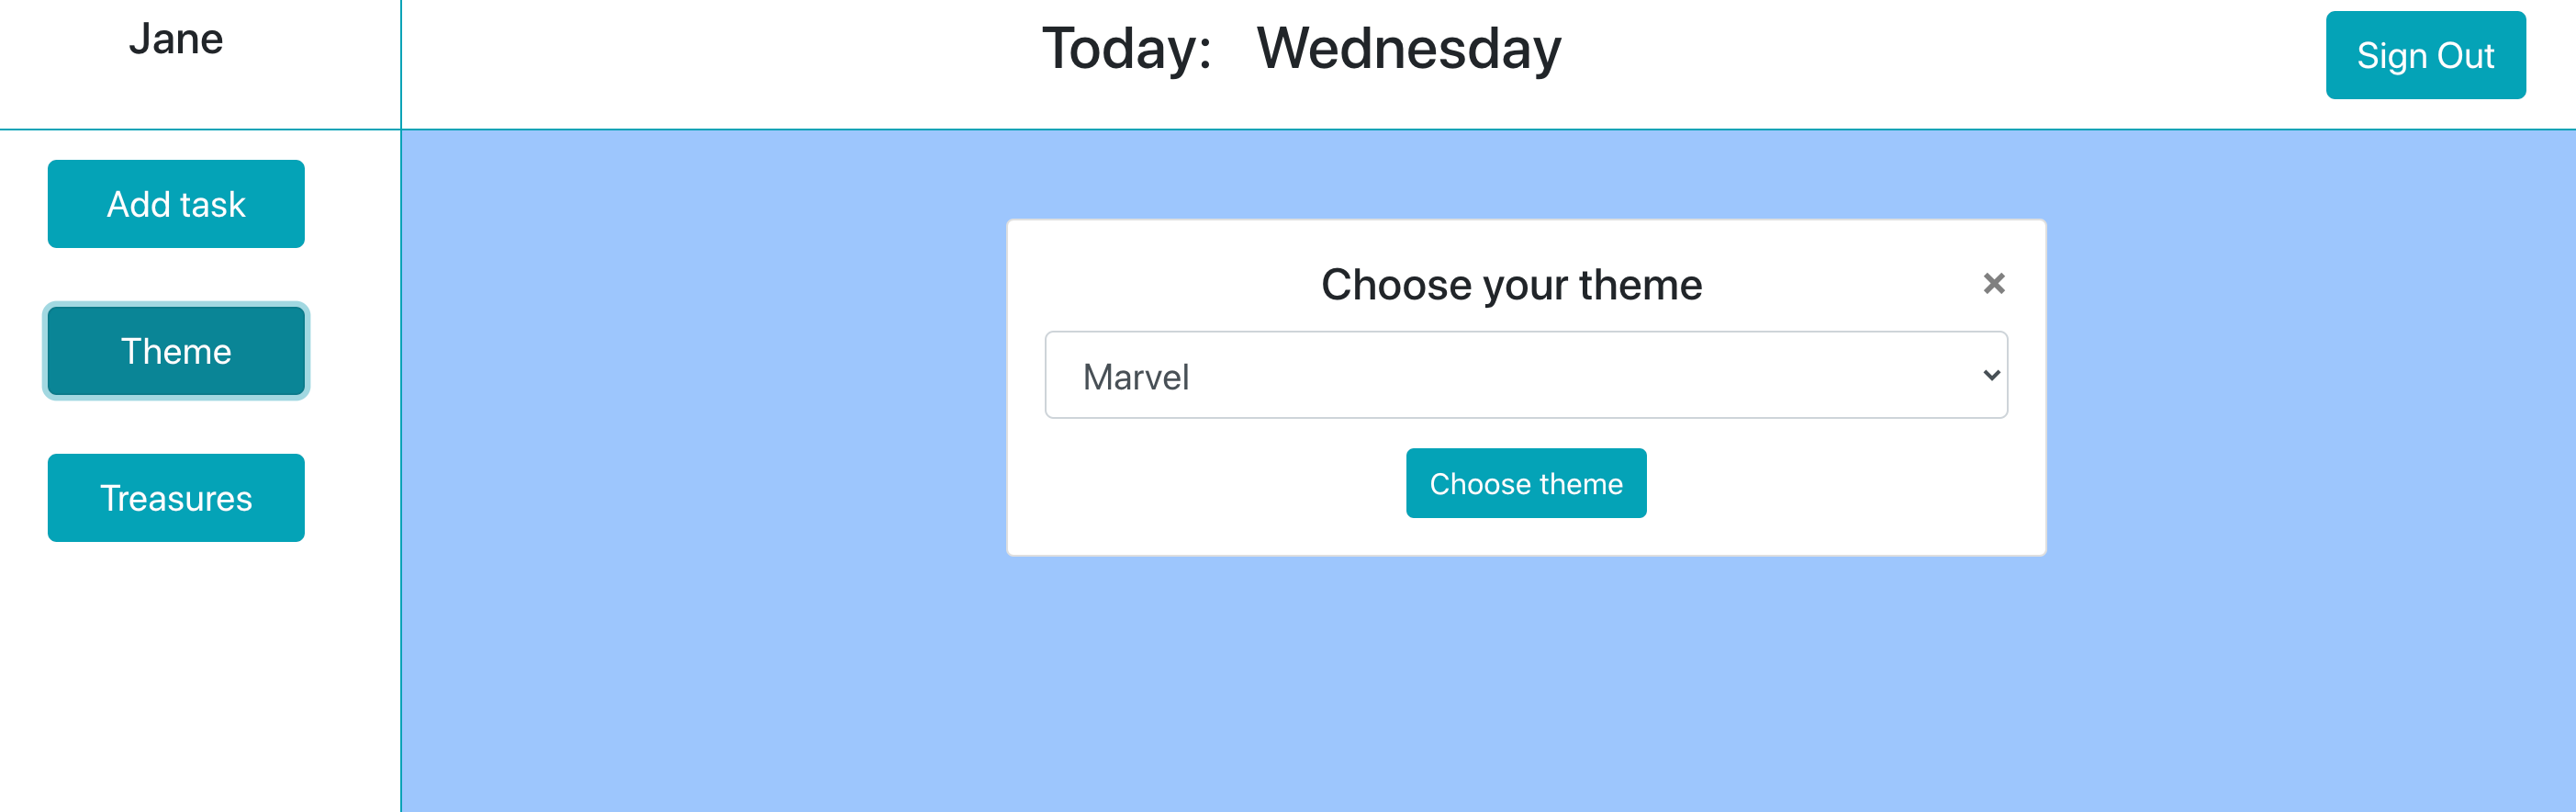 Jane
Today: Wednesday
Sign Out
Add task
Theme
Treasures
Choose your theme
Marvel
Choose theme